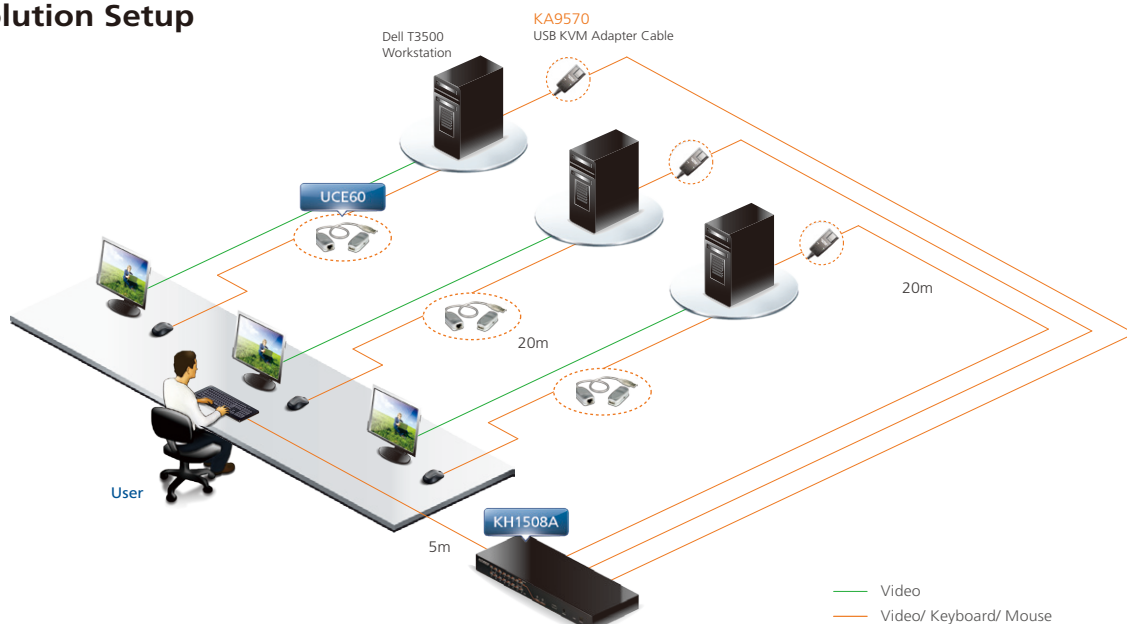 lution Setup
KA9570
USB KVM Adapter Cable
Dell T3500
Workstation
UCE60
20m
20m
User
KH1508A
5m
Video
Video/ Keyboard/ Mouse